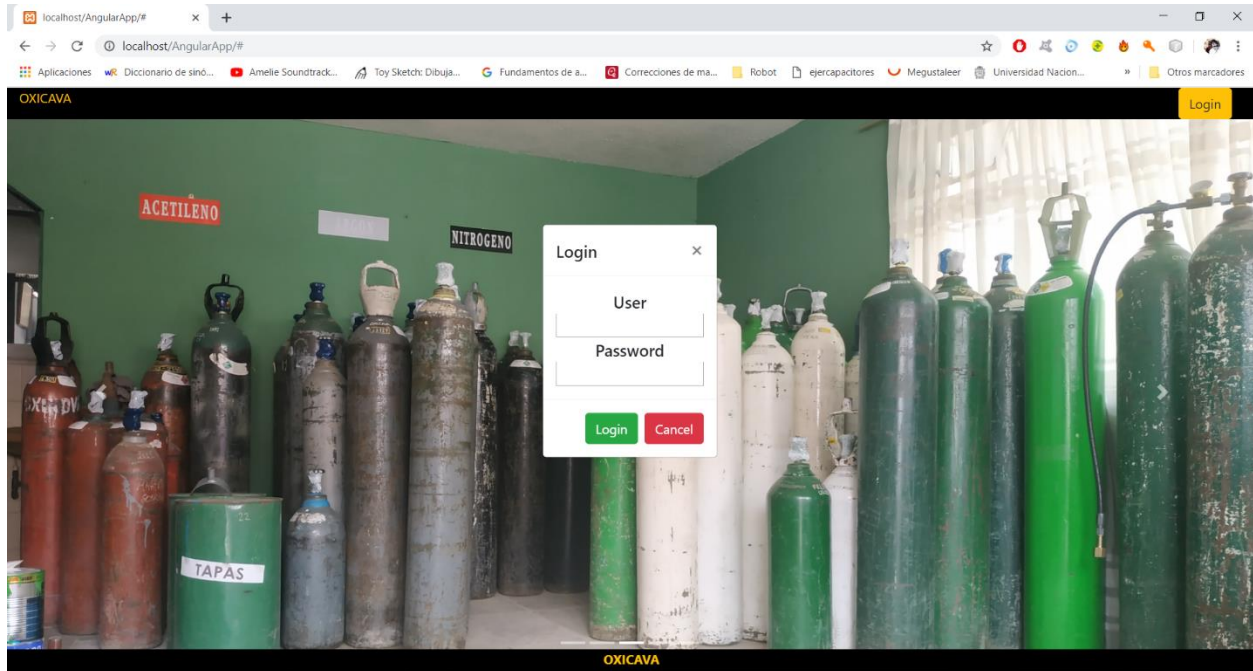 localhost/AngularApp/#
localhost/AngularApp/#
Aplicaciones Diccionario de sinó... Amelie Soundtrack... Toy Sketch: Dibuja... Fundamentos de a... Correcciones de ma... Robot ejercapacitores Megustaleer Universidad Nacion... » Otros marcadores
OXICAVA Login
ACETILENO
NITROGENO
Login ×
User
Password
Login Cancel
22
TAPAS
OXICAVA